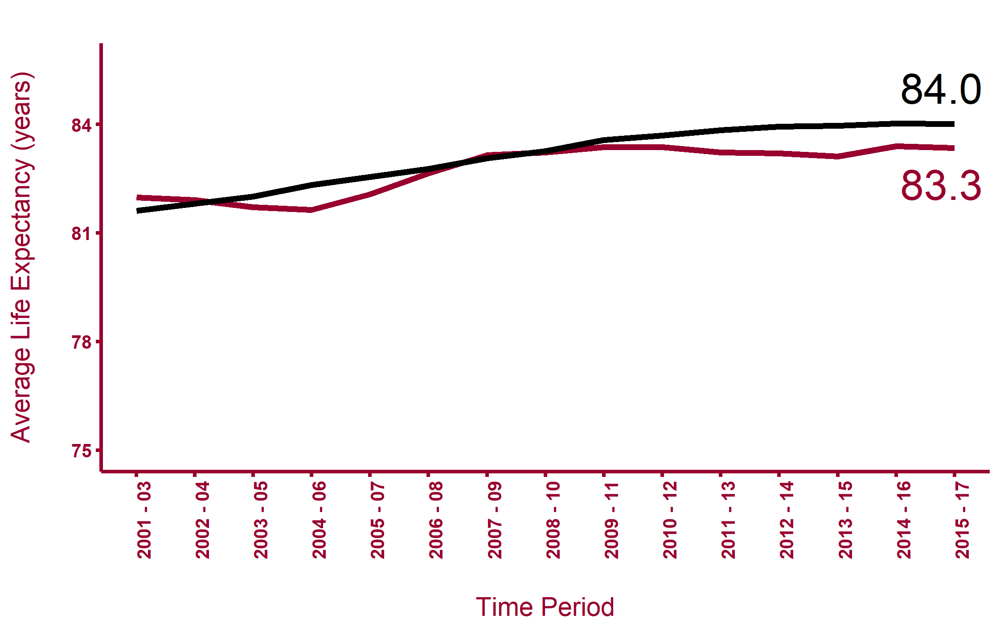 Average Life Expectancy (years)
84
81
78
75
84.0
83.3
2001 - 03
2002 - 04
2003 - 05
2004 - 06
2005 - 07
2006 - 08
2007 - 09
2008 - 10
2009 - 11
2010 - 12
2011 - 13
2012 - 14
2013 - 15
2014 - 16
2015 - 17
Time Period